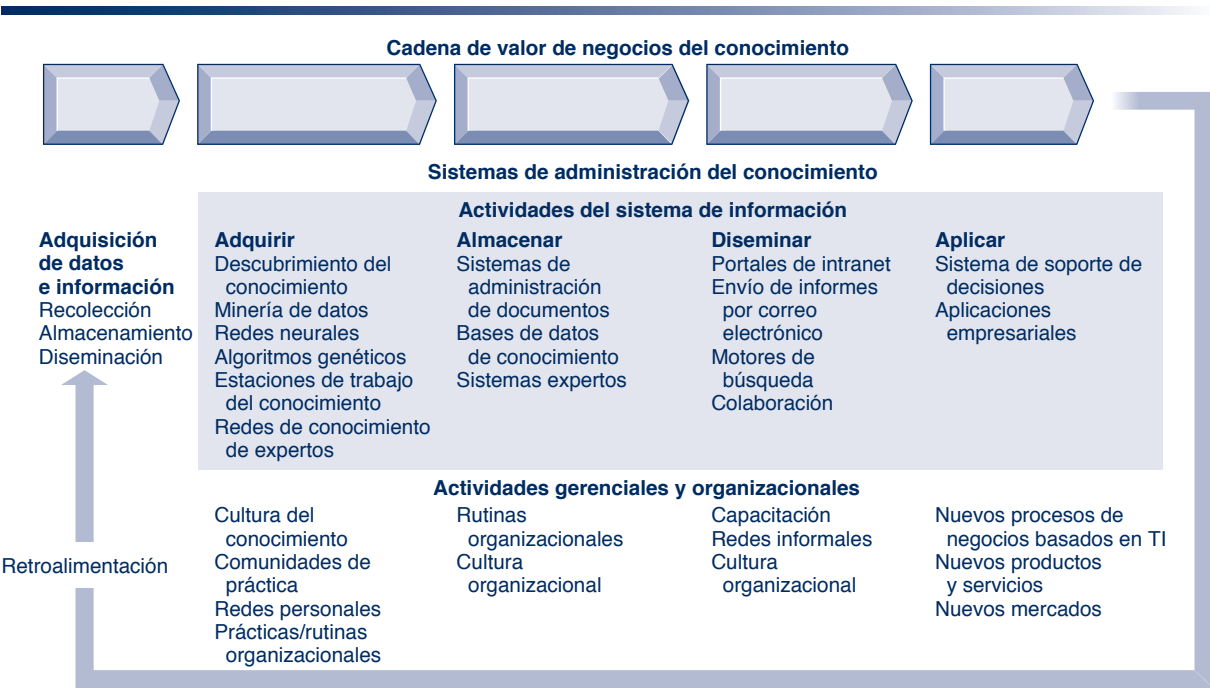 Cadena de valor de negocios del conocimiento
Sistemas de administración del conocimiento
Actividades del sistema de información
Adquisición
de datos
e información
Recolección
Almacenamiento
Diseminación
Adquirir
Descubrimiento del
conocimiento
Minería de datos
Redes neurales
Algoritmos genéticos
Estaciones de trabajo
del conocimiento
Redes de conocimiento
de expertos
Almacenar
Sistemas de
administración
de documentos
Bases de datos
de conocimiento
Sistemas expertos
Diseminar
Portales de intranet
Envío de informes
por correo
electrónico
Motores de
búsqueda
Colaboración
Aplicar
Sistema de soporte de
decisiones
Aplicaciones
empresariales
Actividades gerenciales y organizacionales
Cultura del
conocimiento
Comunidades de
práctica
Redes personales
Prácticas/rutinas
organizacionales
Rutinas
organizacionales
Cultura
organizacional
Capacitación
Redes informales
Cultura
organizacional
Nuevos procesos de
negocios basados en TI
Nuevos productos
y servicios
Nuevos mercados
Retroalimentación